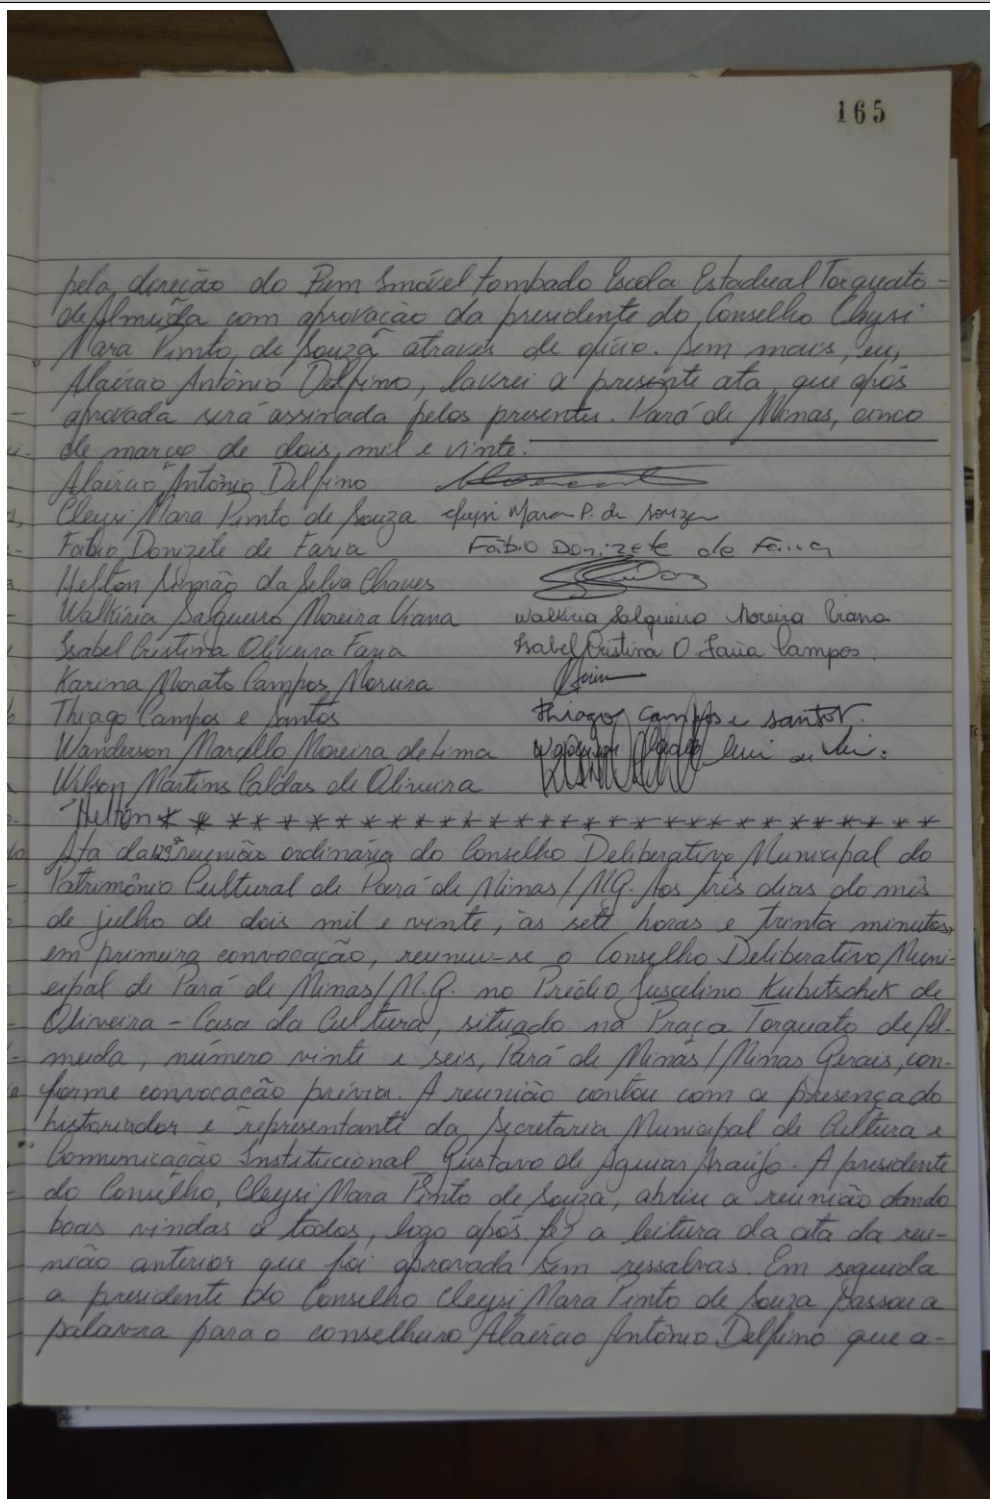 165
pela direção do Bem Imóvel tombado Escola Estadual Torquato
de Almeida com aprovação da presidente do Conselho Cleysi
Mara Pinto de Souza através de ofício. Sem mais, eu,
Alaércio Antônio Delfino, lavrei a presente ata, que após
aprovada será assinada pelos presentes. Pará de Minas, cinco
de março de dois mil e vinte.
Alaércio Antônio Delfino
Cleysi Mara Pinto de Souza Cleysi Mara P. de Souza
Fábio Donizete de Faria Fábio Donizete de Faria
Helton Simão da Silva Chaves
Walkíria Salgueiro Moreira Viana Walkíria Salgueiro Moreira Viana
Isabel Cristina Oliveira Faria Isabel Cristina O Faria Campos
Karina Morato Campos Moreira
Thiago Campos e Santos Thiago Campos e Santos.
Wanderson Marcello Moreira de Lima
Wilson Martins Caldas de Oliveira
Helton * * * * * * * * * * * * * * * * * * * * * * * * * * * * * *
Ata da 129ª reunião ordinária do Conselho Deliberativo Municipal do
Patrimônio Cultural de Pará de Minas/MG. Aos três dias do mês
de julho de dois mil e vinte, às sete horas e trinta minutos,
em primeira convocação, reuniu-se o Conselho Deliberativo Muni-
cipal de Pará de Minas/M.G. no Prédio Juscelino Kubitschek de
Oliveira - Casa da Cultura, situado na Praça Torquato de Al-
meida, número vinte e seis, Pará de Minas/Minas Gerais, con-
forme convocação prévia. A reunião contou com a presença do
historiador e representante da Secretaria Municipal de Cultura e
Comunicação Institucional Gustavo de Aguiar Araújo. A presidente
do Conselho, Cleysi Mara Pinto de Souza, abriu a reunião dando
boas vindas a todos, logo após fez a leitura da ata da reu-
nião anterior que foi aprovada sem ressalvas. Em seguida
a presidente do Conselho Cleysi Mara Pinto de Souza passou a
palavra para o conselheiro Alaércio Antônio Delfino que a-